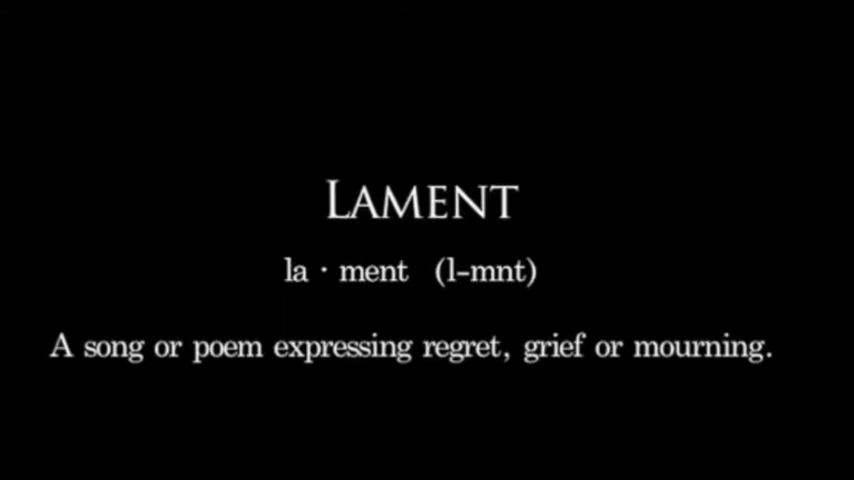 LAMENT
la · ment (l-mnt)
A song or poem expressing regret, grief or mourning.